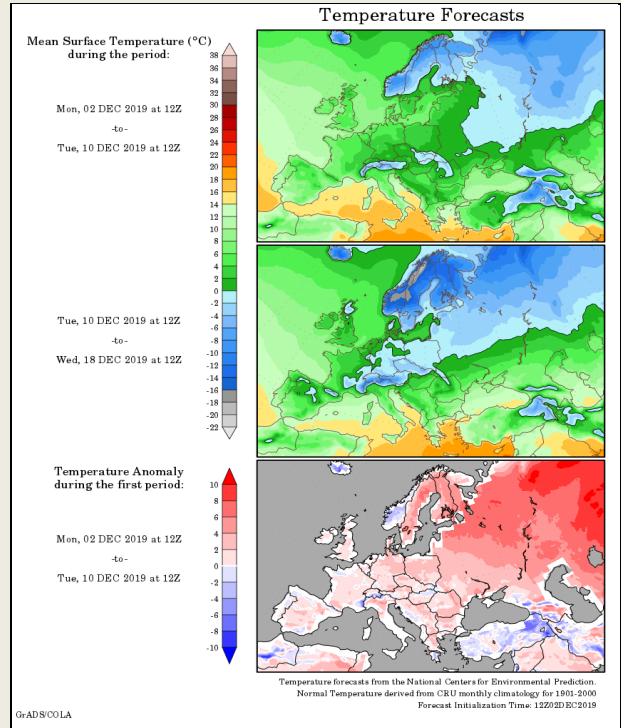 Temperature Forecasts
Mean Surface Temperature (°C)
during the period:
Mon, 02 DEC 2019 at 12Z
-to-
Tue, 10 DEC 2019 at 12Z
38
36
34
32
30
28
26
24
22
20
18
16
14
12
10
8
6
4
2
0
-2
-4
-6
-8
-10
-12
-14
-16
-18
-20
-22
Tue, 10 DEC 2019 at 12Z
-to-
Wed, 18 DEC 2019 at 12Z
Temperature Anomaly
during the first period:
Mon, 02 DEC 2019 at 12Z
-to-
Tue, 10 DEC 2019 at 12Z
10
8
6
4
2
0
-2
-4
-6
-8
-10
Temperature forecasts from the National Centers for Environmental Prediction.
Normal Temperature derived from CRU monthly climatology for 1901-2000
Forecast Initialization Time: 12Z02DEC2019
GrADS/COLA